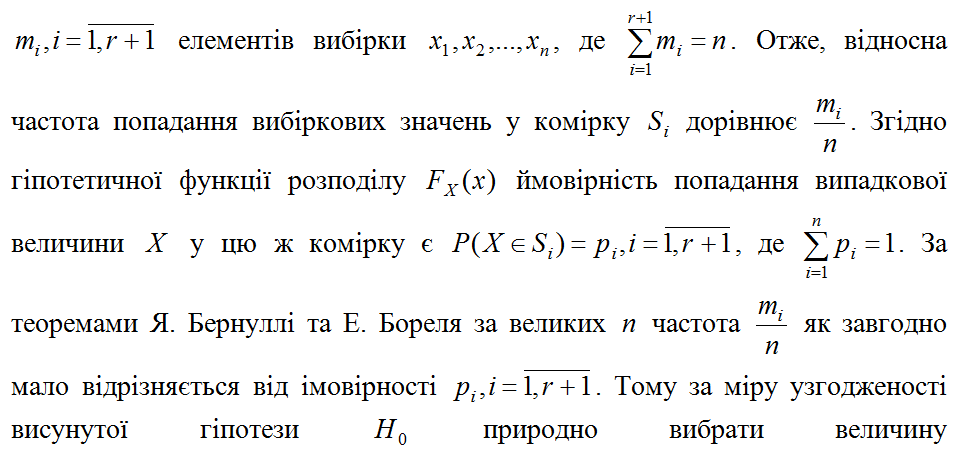 m_i, i = \overline{1, r+1} елементів вибірки x_1, x_2, ..., x_n, де \sum_{i=1}^{r+1} m_i = n. Отже, відносна
частота попадання вибіркових значень у комірку S_i дорівнює \frac{m_i}{n}. Згідно
гіпотетичної функції розподілу F_X(x) ймовірність попадання випадкової
величини X у цю ж комірку є P(X \in S_i) = p_i, i = \overline{1, r+1}, де \sum_{i=1}^{n} p_i = 1. За
теоремами Я. Бернуллі та Е. Бореля за великих n частота \frac{m_i}{n} як завгодно
мало відрізняється від імовірності p_i, i = \overline{1, r+1}. Тому за міру узгодженості
висунутої гіпотези H_0 природно вибрати величину